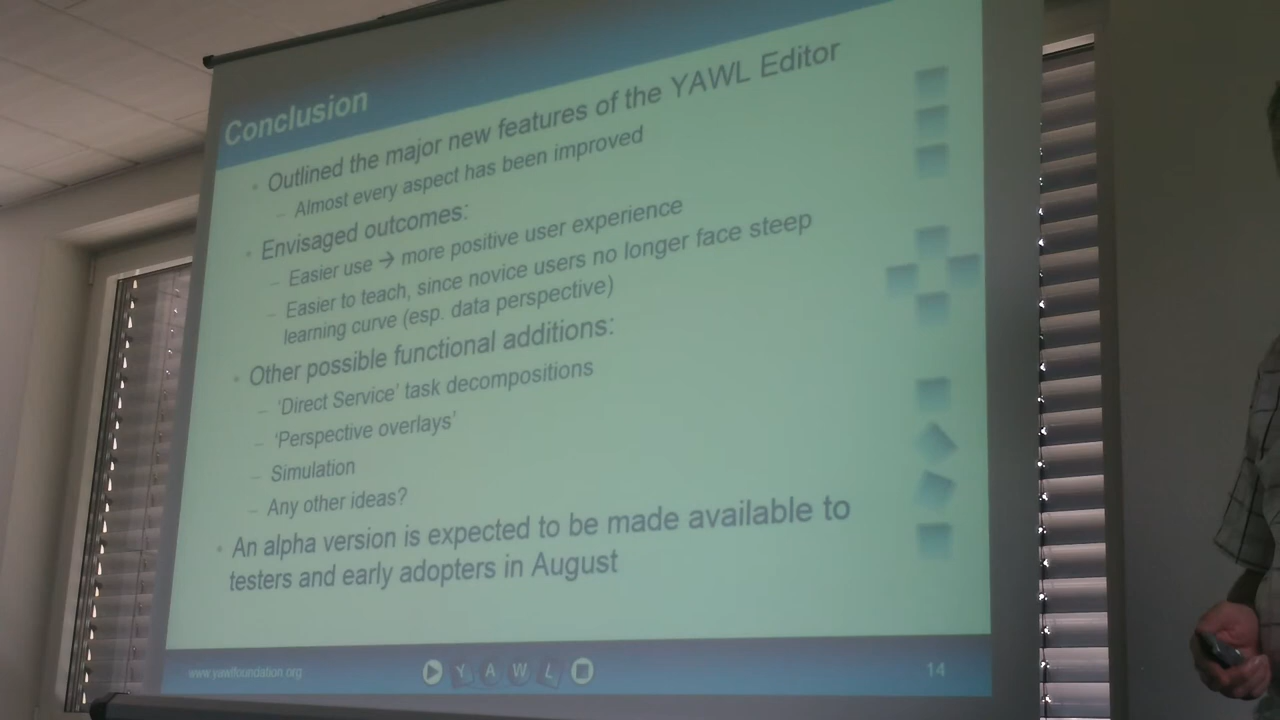 Conclusion
• Outlined the major new features of the YAWL Editor
– Almost every aspect has been improved
• Envisaged outcomes:
– Easier use → more positive user experience
– Easier to teach, since novice users no longer face steep
learning curve (esp. data perspective)
• Other possible functional additions:
– 'Direct Service' task decompositions
– 'Perspective overlays'
– Simulation
– Any other ideas?
• An alpha version is expected to be made available to
testers and early adopters in August
www.yawlfoundation.org
YAWL
14